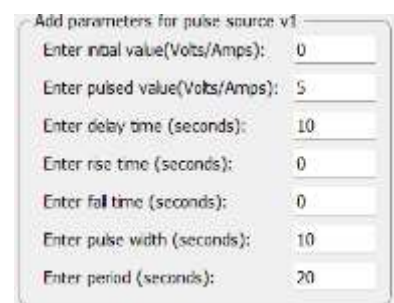 Add parameters for pulse source v1
Enter initial value(Volts/Amps): 0
Enter pulsed value(Volts/Amps): 5
Enter delay time (seconds): 10
Enter rise time (seconds): 0
Enter fall time (seconds): 0
Enter pulse width (seconds): 10
Enter period (seconds): 20